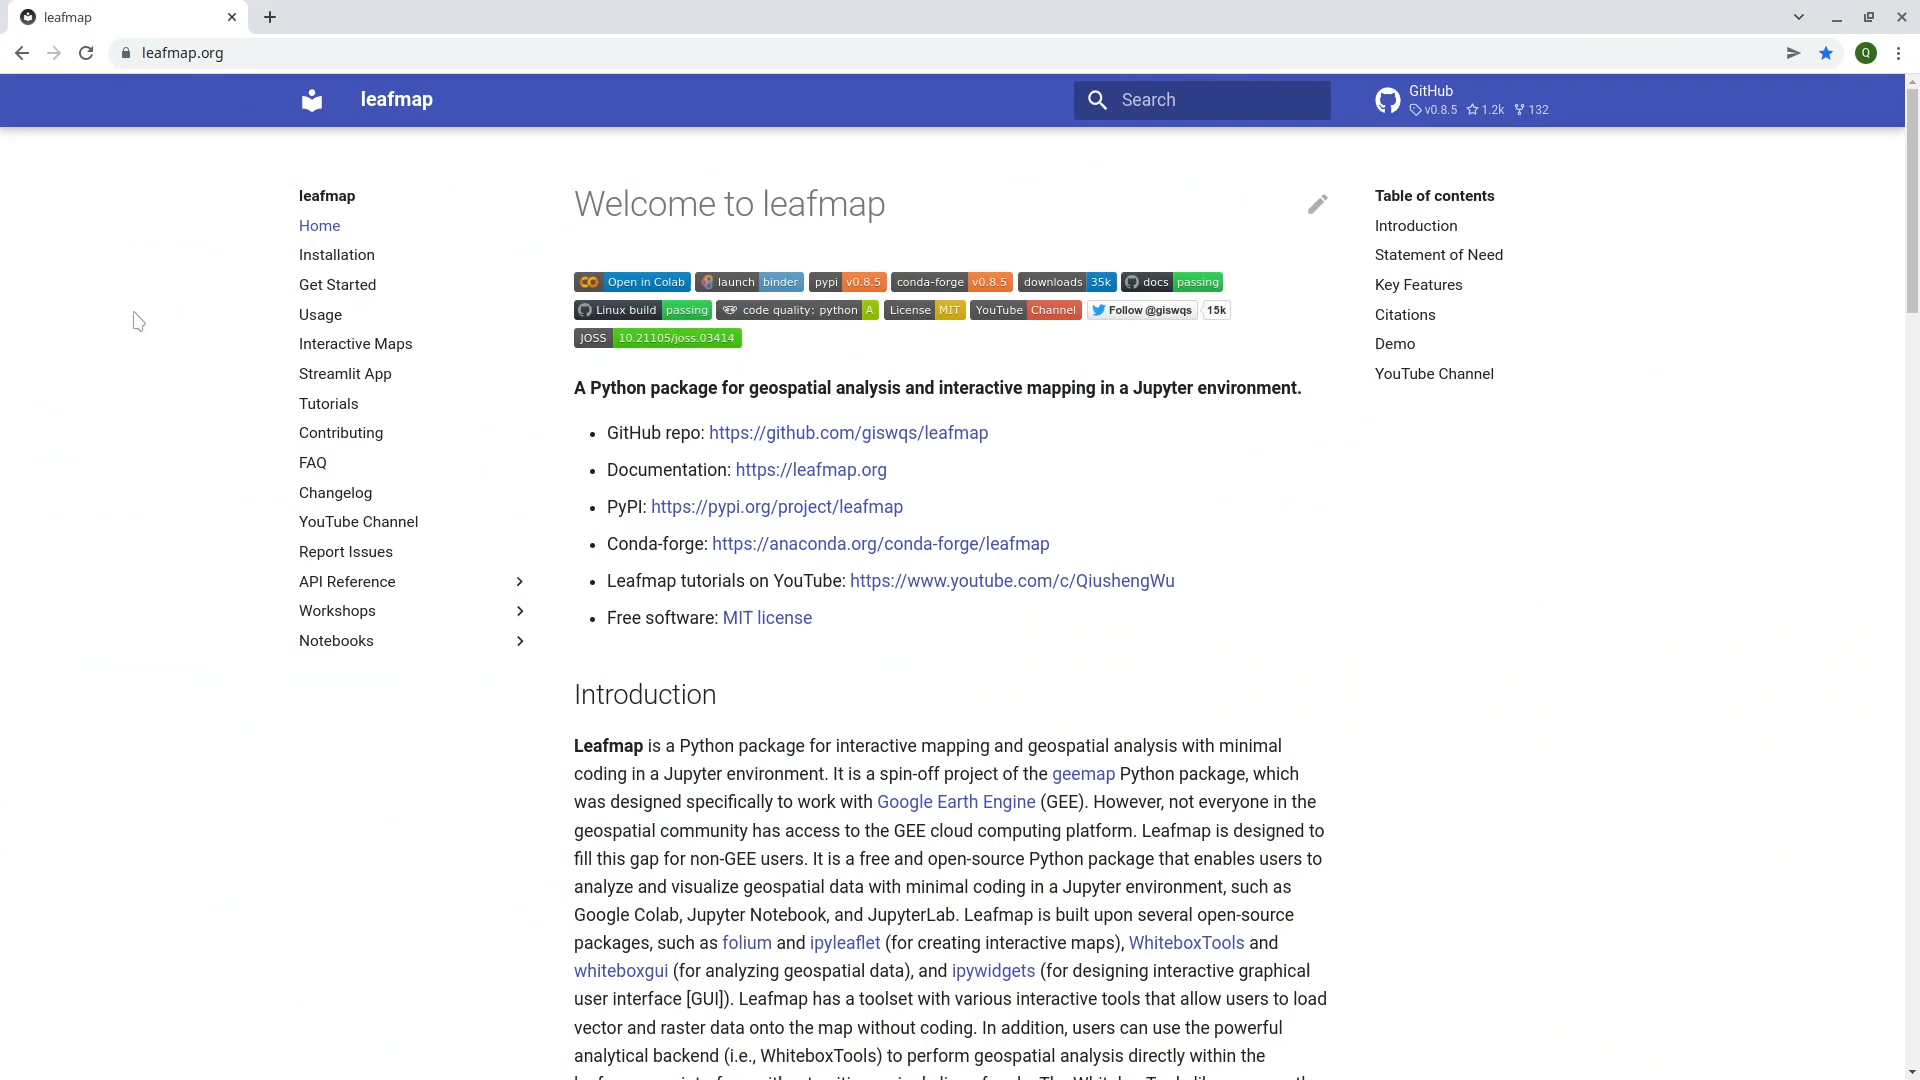 leafmap
leafmap.org
Q
leafmap
Search
GitHub
v0.8.5 1.2k 132
leafmap
Home
Installation
Get Started
Usage
Interactive Maps
Streamlit App
Tutorials
Contributing
FAQ
Changelog
YouTube Channel
Report Issues
API Reference
Workshops
Notebooks
Welcome to leafmap
Open in Colab launch binder pypi v0.8.5 conda-forge v0.8.5 downloads 35k docs passing
Linux build passing code quality: python A License MIT YouTube Channel Follow @giswqs 15k
JOSS 10.21105/joss.03414
A Python package for geospatial analysis and interactive mapping in a Jupyter environment.
• GitHub repo: https://github.com/giswqs/leafmap
• Documentation: https://leafmap.org
• PyPI: https://pypi.org/project/leafmap
• Conda-forge: https://anaconda.org/conda-forge/leafmap
• Leafmap tutorials on YouTube: https://www.youtube.com/c/QiushengWu
• Free software: MIT license
Introduction
Leafmap is a Python package for interactive mapping and geospatial analysis with minimal
coding in a Jupyter environment. It is a spin-off project of the geemap Python package, which
was designed specifically to work with Google Earth Engine (GEE). However, not everyone in the
geospatial community has access to the GEE cloud computing platform. Leafmap is designed to
fill this gap for non-GEE users. It is a free and open-source Python package that enables users to
analyze and visualize geospatial data with minimal coding in a Jupyter environment, such as
Google Colab, Jupyter Notebook, and JupyterLab. Leafmap is built upon several open-source
packages, such as folium and ipyleaflet (for creating interactive maps), WhiteboxTools and
whiteboxgui (for analyzing geospatial data), and ipywidgets (for designing interactive graphical
user interface [GUI]). Leafmap has a toolset with various interactive tools that allow users to load
vector and raster data onto the map without coding. In addition, users can use the powerful
analytical backend (i.e., WhiteboxTools) to perform geospatial analysis directly within the
Table of contents
Introduction
Statement of Need
Key Features
Citations
Demo
YouTube Channel